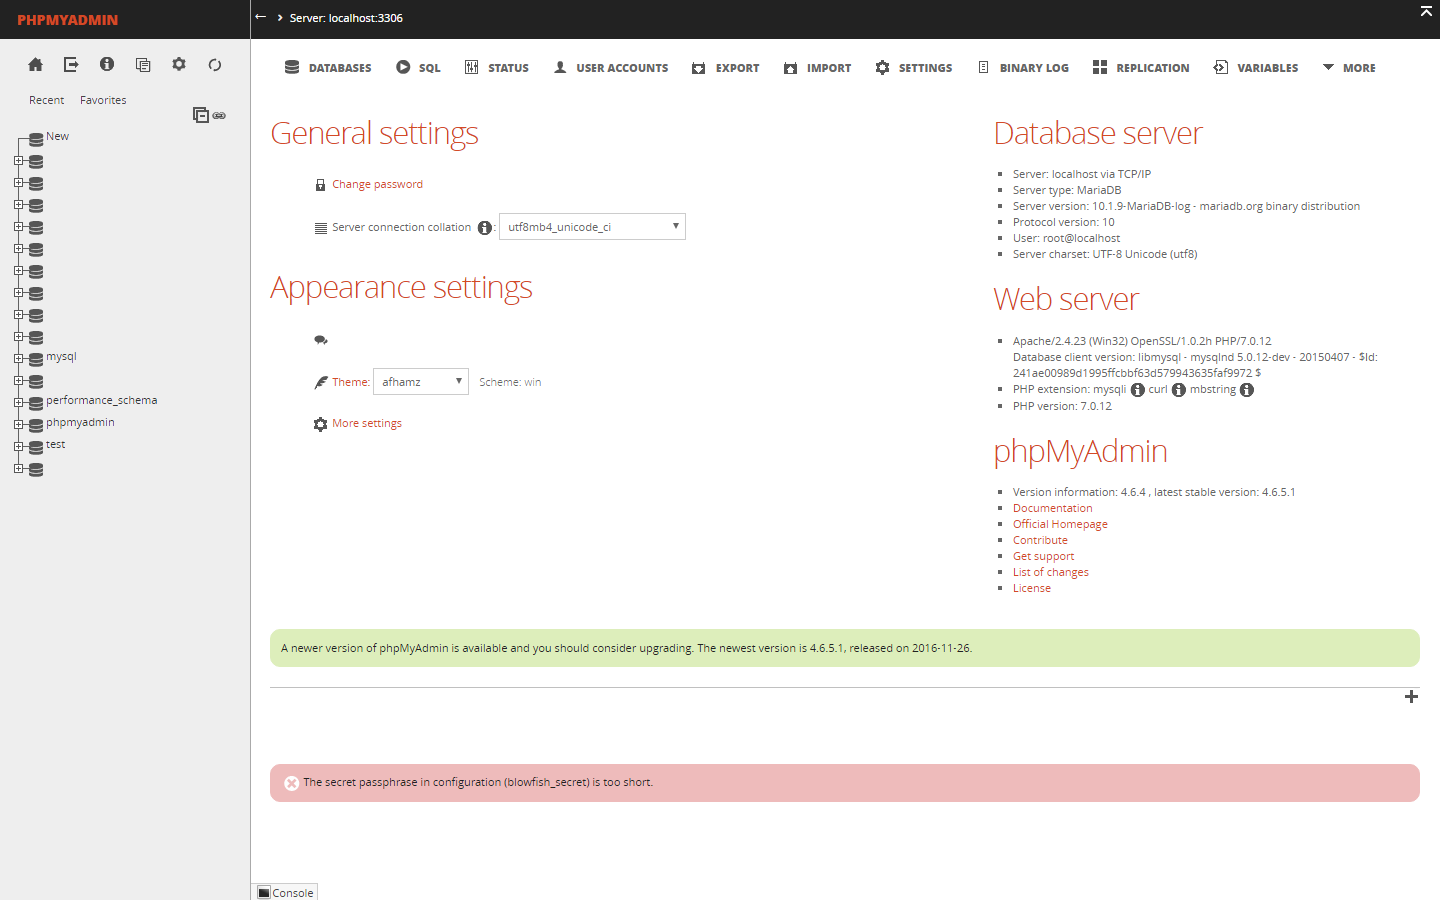 PHPMYADMIN
Server: localhost:3306
Recent Favorites
New
mysql
performance_schema
phpmyadmin
test
DATABASES SQL STATUS USER ACCOUNTS EXPORT IMPORT SETTINGS BINARY LOG REPLICATION VARIABLES MORE
General settings
Change password
Server connection collation : utf8mb4_unicode_ci
Appearance settings
Theme: afhamz Scheme: win
More settings
Database server
Server: localhost via TCP/IP
Server type: MariaDB
Server version: 10.1.9-MariaDB-log - mariadb.org binary distribution
Protocol version: 10
User: root@localhost
Server charset: UTF-8 Unicode (utf8)
Web server
Apache/2.4.23 (Win32) OpenSSL/1.0.2h PHP/7.0.12
Database client version: libmysql - mysqlnd 5.0.12-dev - 20150407 - $Id:
241ae00989d1995ffcbbf63d579943635faf9972 $
PHP extension: mysqli curl mbstring
PHP version: 7.0.12
phpMyAdmin
Version information: 4.6.4 , latest stable version: 4.6.5.1
Documentation
Official Homepage
Contribute
Get support
List of changes
License
A newer version of phpMyAdmin is available and you should consider upgrading. The newest version is 4.6.5.1, released on 2016-11-26.
The secret passphrase in configuration (blowfish_secret) is too short.
Console